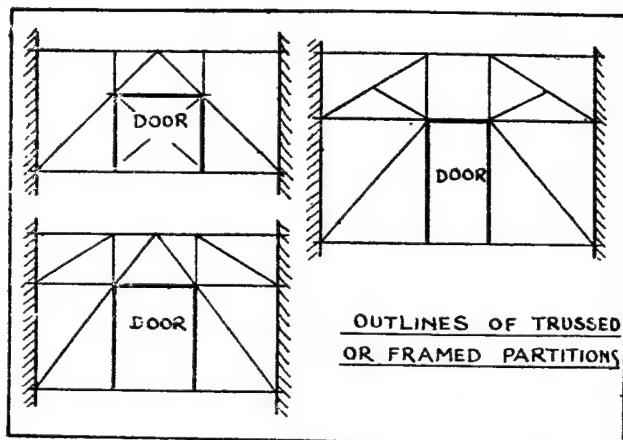 DOOR
DOOR
DOOR
OUTLINES OF TRUSSED
OR FRAMED PARTITIONS